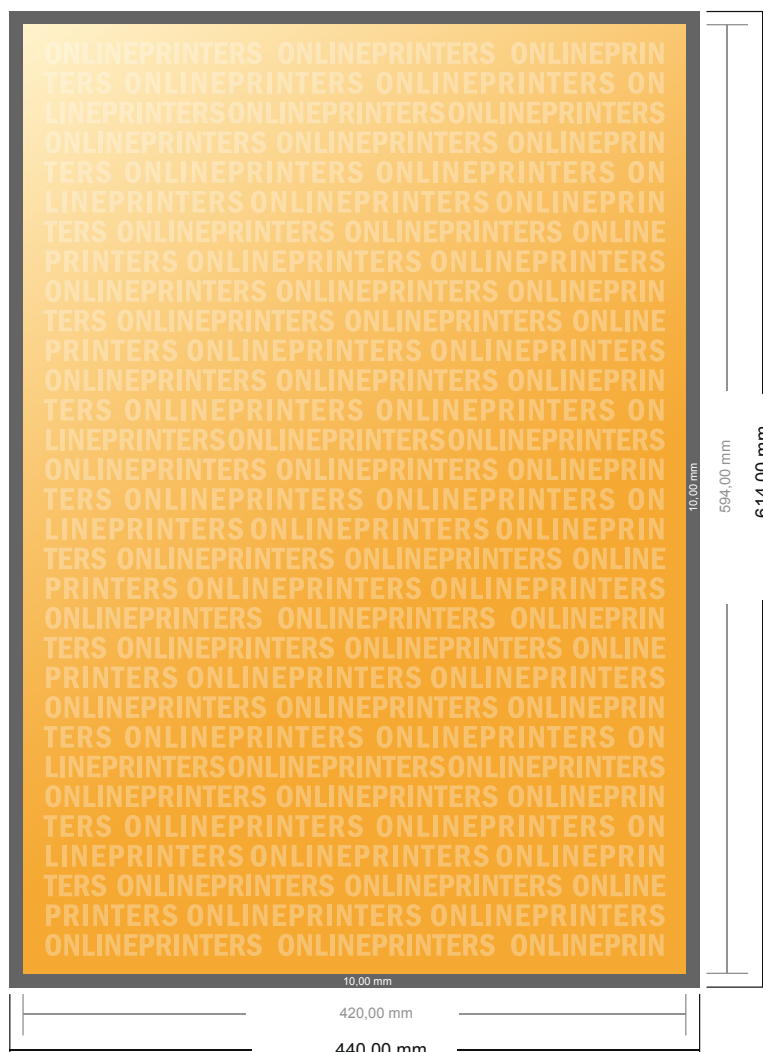 ONLINEPRINTERS ONLINEPRINTERS ONLINEPRIN
TERS ONLINEPRINTERS ONLINEPRINTERS ON
LINEPRINTERSONLINEPRINTERSONLINEPRINTERS
ONLINEPRINTERS ONLINEPRINTERS ONLINEPRIN
TERS ONLINEPRINTERS ONLINEPRINTERS ON
LINEPRINTERS ONLINEPRINTERS ONLINEPRIN
TERS ONLINEPRINTERS ONLINEPRINTERS ONLINE
PRINTERS ONLINEPRINTERS ONLINEPRINTERS
ONLINEPRINTERS ONLINEPRINTERS ONLINEPRIN
TERS ONLINEPRINTERS ONLINEPRINTERS ONLINE
PRINTERS ONLINEPRINTERS ONLINEPRINTERS
ONLINEPRINTERS ONLINEPRINTERS ONLINEPRIN
TERS ONLINEPRINTERS ONLINEPRINTERS ON
LINEPRINTERSONLINEPRINTERSONLINEPRINTERS
ONLINEPRINTERS ONLINEPRINTERS ONLINEPRIN
TERS ONLINEPRINTERS ONLINEPRINTERS ON
LINEPRINTERS ONLINEPRINTERS ONLINEPRIN
TERS ONLINEPRINTERS ONLINEPRINTERS ONLINE
PRINTERS ONLINEPRINTERS ONLINEPRINTERS
ONLINEPRINTERS ONLINEPRINTERS ONLINEPRIN
TERS ONLINEPRINTERS ONLINEPRINTERS ONLINE
PRINTERS ONLINEPRINTERS ONLINEPRINTERS
ONLINEPRINTERS ONLINEPRINTERS ONLINEPRIN
TERS ONLINEPRINTERS ONLINEPRINTERS ON
LINEPRINTERSONLINEPRINTERSONLINEPRINTERS
ONLINEPRINTERS ONLINEPRINTERS ONLINEPRIN
TERS ONLINEPRINTERS ONLINEPRINTERS ON
LINEPRINTERS ONLINEPRINTERS ONLINEPRIN
TERS ONLINEPRINTERS ONLINEPRINTERS ONLINE
PRINTERS ONLINEPRINTERS ONLINEPRINTERS
ONLINEPRINTERS ONLINEPRINTERS ONLINEPRIN
10,00 mm
594,00 mm
614,00 mm
10,00 mm
420,00 mm
440,00 mm